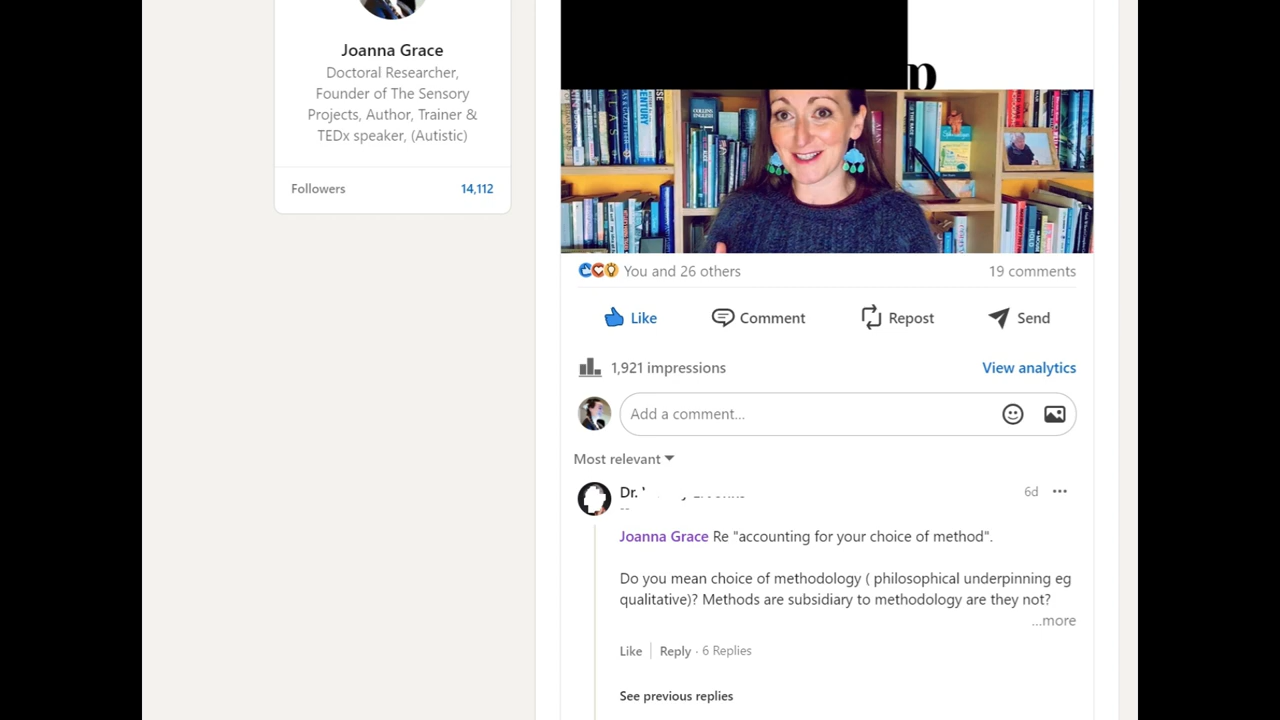 Joanna Grace
Doctoral Researcher,
Founder of The Sensory
Projects, Author, Trainer &
TEDx speaker, (Autistic)
Followers 14,112
p
COLLINS
ENGLISH
You and 26 others 19 comments
Like Comment Repost Send
1,921 impressions View analytics
Add a comment...
Most relevant
Dr.
6d
Joanna Grace Re "accounting for your choice of method".
Do you mean choice of methodology ( philosophical underpinning eg
qualitative)? Methods are subsidiary to methodology are they not?
...more
Like Reply · 6 Replies
See previous replies